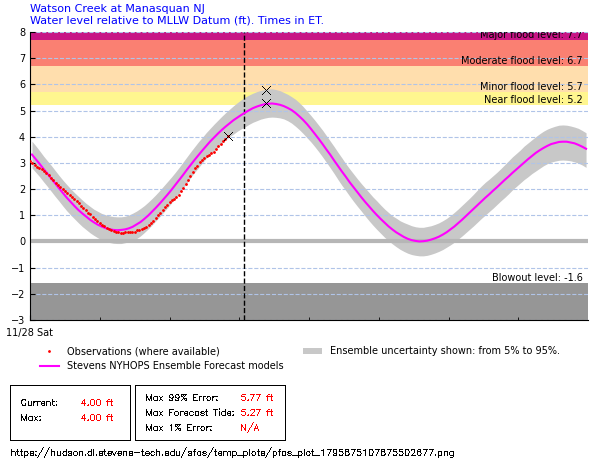 Watson Creek at Manasquan NJ
Water level relative to MLLW Datum (ft). Times in ET.
8
Major flood level: 7.7
7
Moderate flood level: 6.7
6
Minor flood level: 5.7
Near flood level: 5.2
5
4
3
2
1
0
−1
Blowout level: -1.6
−2
−3
11/28 Sat
Observations (where available)
Ensemble uncertainty shown: from 5% to 95%.
Stevens NYHOPS Ensemble Forecast models
Current: 4.00 ft
Max: 4.00 ft
Max 99% Error: 5.77 ft
Max Forecast Tide: 5.27 ft
Max 1% Error: N/A
https://hudson.dl.stevens-tech.edu/sfas/temp_plots/pfas_plot_1795875107875502677.png